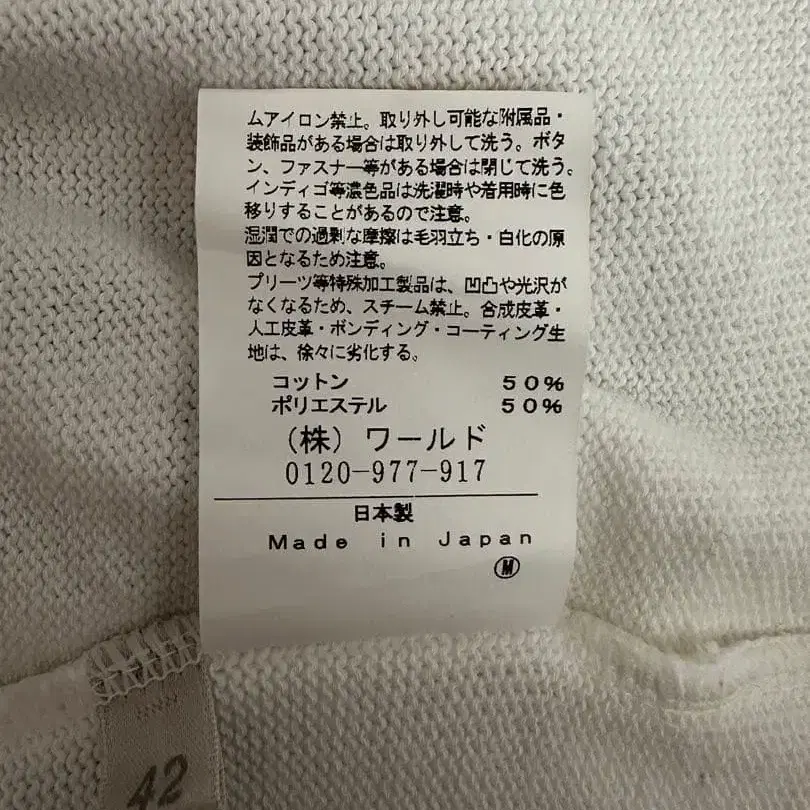 ムアイロン禁止。取り外し可能な附属品・
装飾品がある場合は取り外して洗う。ボタ
ン、ファスナー等がある場合は閉じて洗う。
インディゴ等濃色品は洗濯時や着用時に色
移りすることがあるので注意。
湿潤での過剰な摩擦は毛羽立ち・白化の原
因となるため注意。
プリーツ等特殊加工製品は、凹凸や光沢が
なくなるため、スチーム禁止。合成皮革・
人工皮革・ボンディング・コーティング生
地は、徐々に劣化する。
コットン 50%
ポリエステル 50%
(株)ワールド
0120-977-917
日本製
Made in Japan
M
42